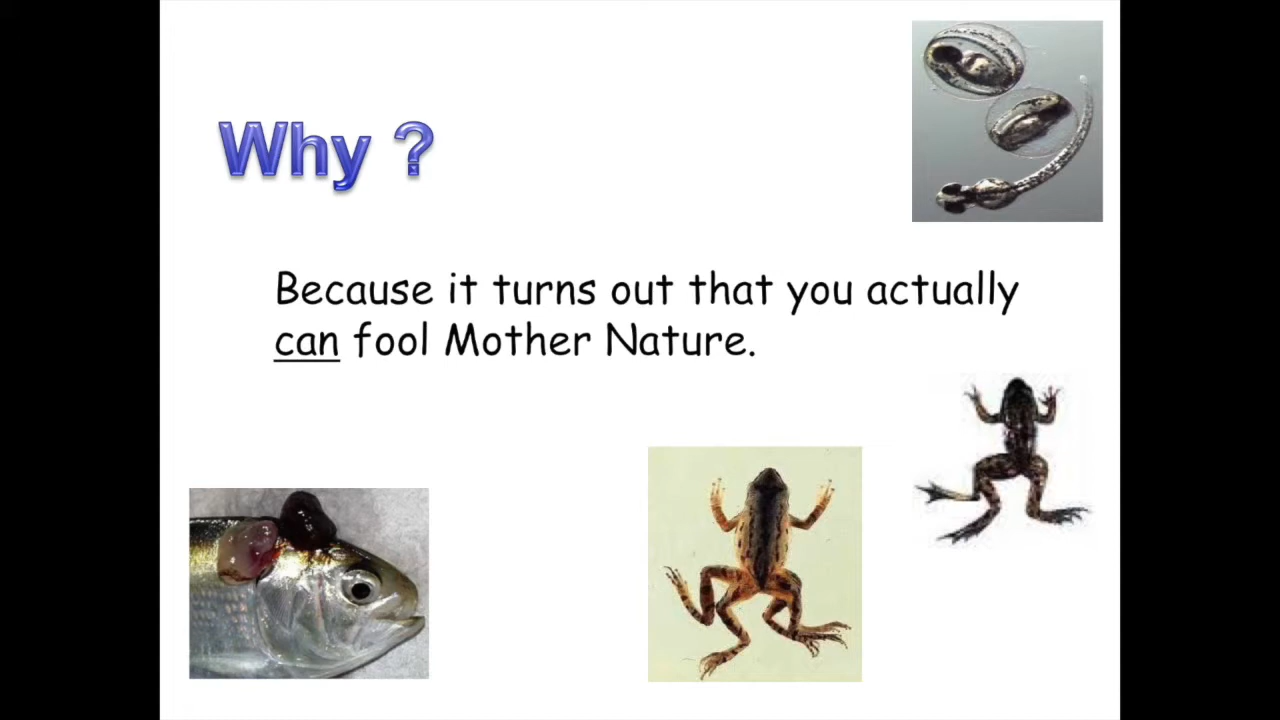 Why ?
Because it turns out that you actually
can fool Mother Nature.